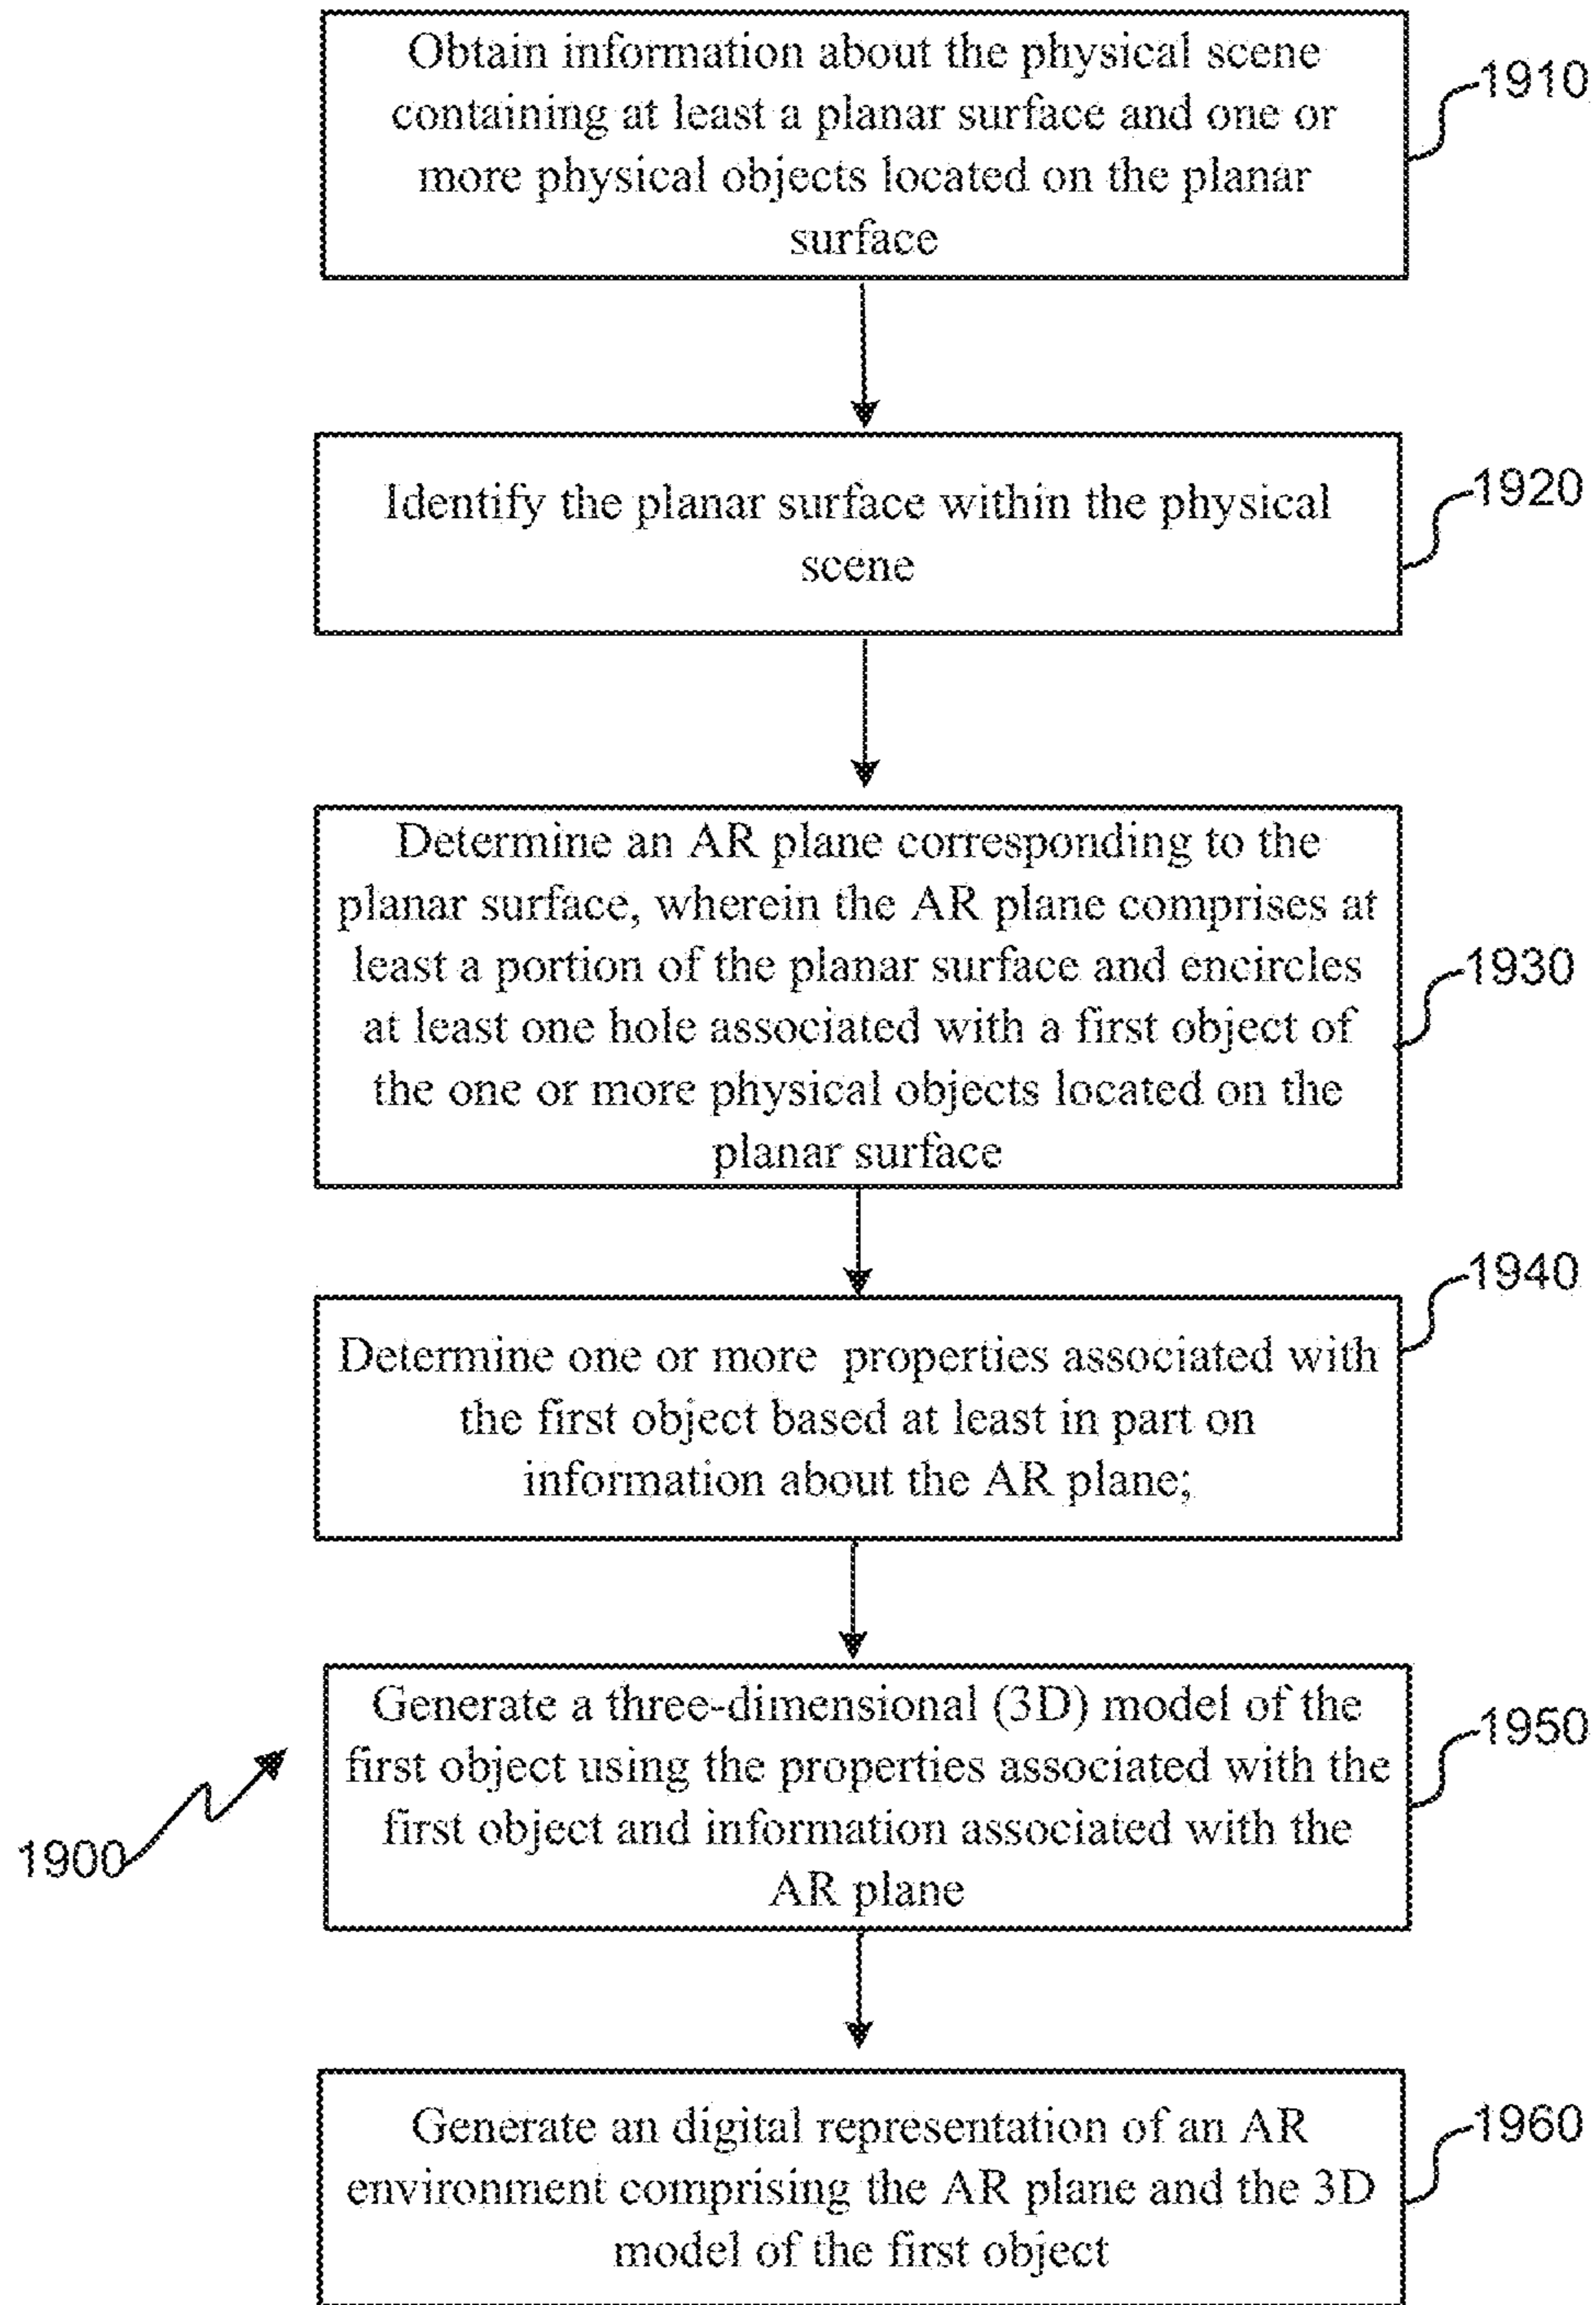 Obtain information about the physical scene
containing at least a planar surface and one or
more physical objects located on the planar
surface
1910
Identify the planar surface within the physical
scene
1920
Determine an AR plane corresponding to the
planar surface, wherein the AR plane comprises at
least a portion of the planar surface and encircles
at least one hole associated with a first object of
the one or more physical objects located on the
planar surface
1930
Determine one or more properties associated with
the first object based at least in part on
information about the AR plane;
1940
Generate a three-dimensional (3D) model of the
first object using the properties associated with the
first object and information associated with the
AR plane
1950
1900
Generate an digital representation of an AR
environment comprising the AR plane and the 3D
model of the first object
1960